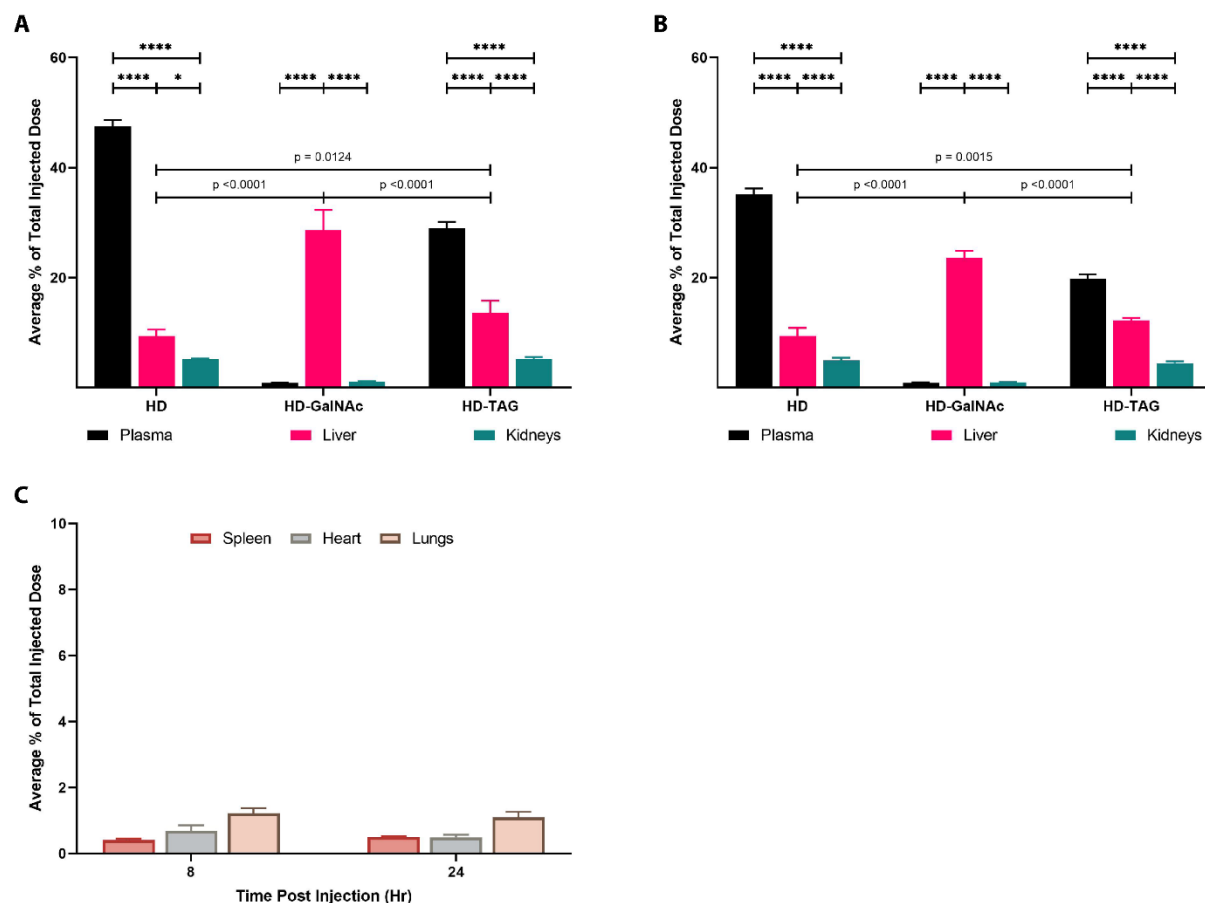 A
Average % of Total Injected Dose
60
40
20
**** 
**** *
**** ****
****
**** ****
p = 0.0124
p <0.0001 p <0.0001
HD HD-GalNAc HD-TAG
Plasma Liver Kidneys
B
Average % of Total Injected Dose
60
40
20
****
**** ****
**** ****
****
**** ****
p = 0.0015
p <0.0001 p <0.0001
HD HD-GalNAc HD-TAG
Plasma Liver Kidneys
C
Average % of Total Injected Dose
10
8
6
4
2
0
Spleen Heart Lungs
8 24
Time Post Injection (Hr)